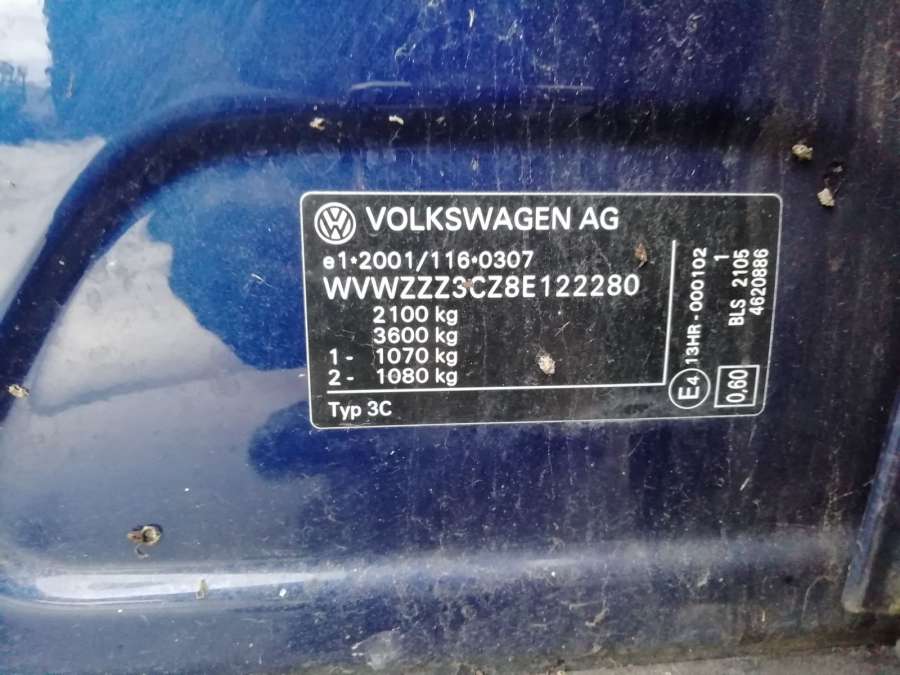 VOLKSWAGEN AG
e1*2001/116*0307
WVWZZZ3CZ8E122280
2100 kg
3600 kg
1- 1070 kg
2- 1080 kg
Typ 3C
E4 13HR-000102
1
BLS 2105
4620886
0,60